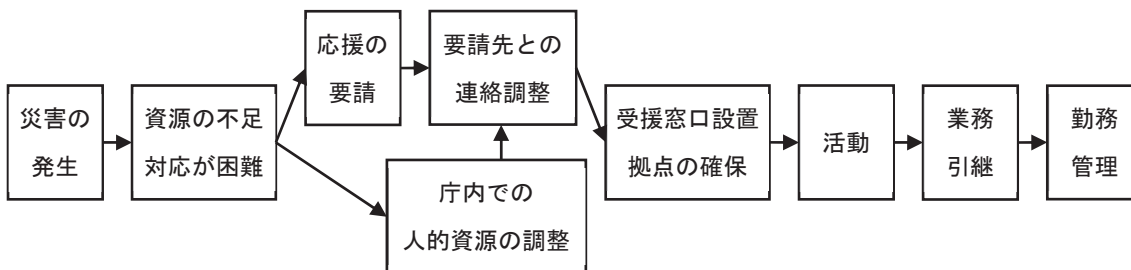 災害の
発生
資源の不足
対応が困難
応援の
要請
要請先との
連絡調整
庁内での
人的資源の調整
受援窓口設置
拠点の確保
活動
業務
引継
勤務
管理